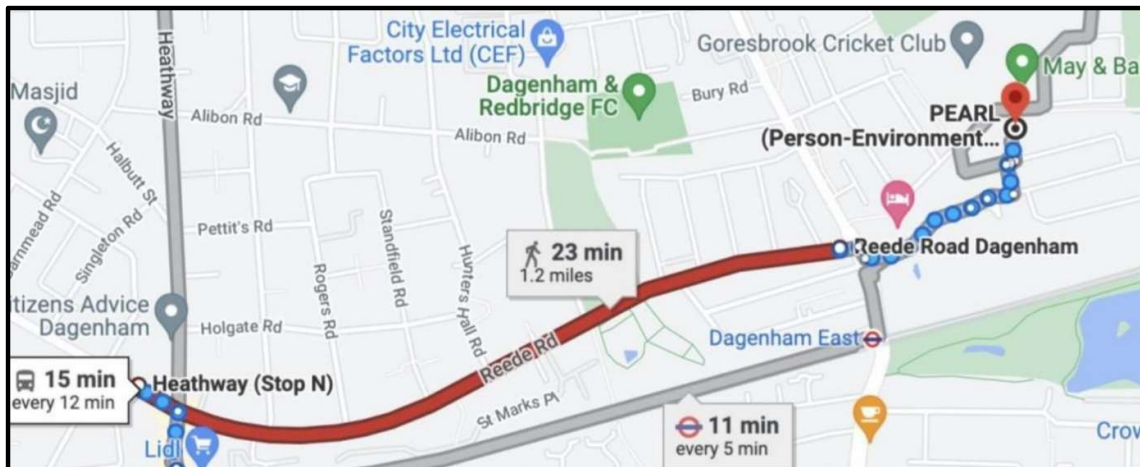 City Electrical
Factors Ltd (CEF)
Goresbrook Cricket Club
Heathway
Masjid
Dagenham &
Redbridge FC
Bury Rd
May & Ba
Alibon Rd
Alibon Rd
PEARL
(Person-Environment...
Halbutt St
Singleton Rd
arnmead Rd
Pettit's Rd
Standfield Rd
Hunters Hall Rd
Rogers Rd
23 min
1.2 miles
Reede Road Dagenham
itizens Advice
Dagenham
Holgate Rd
Reede Rd
Dagenham East
15 min
every 12 min
Heathway (Stop N)
St Marks Pl
11 min
every 5 min
Lidl
Crow